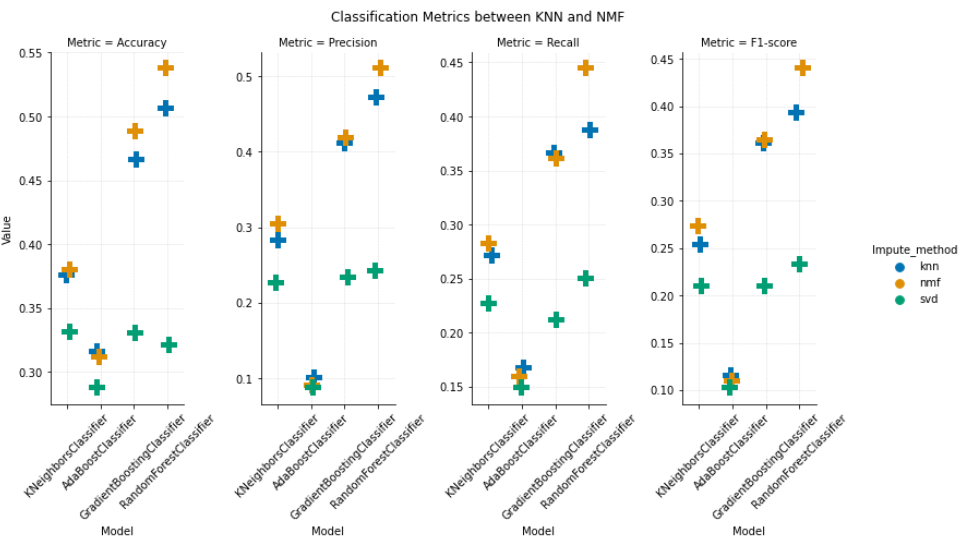 Classification Metrics between KNN and NMF
Metric = Accuracy
Metric = Precision
Metric = Recall
Metric = F1-score
Value
0.55
0.50
0.45
0.40
0.35
0.30
0.5
0.4
0.3
0.2
0.1
0.45
0.40
0.35
0.30
0.25
0.20
0.15
0.45
0.40
0.35
0.30
0.25
0.20
0.15
0.10
Impute_method
knn
nmf
svd
KNeighborsClassifier
AdaBoostClassifier
GradientBoostingClassifier
RandomForestClassifier
KNeighborsClassifier
AdaBoostClassifier
GradientBoostingClassifier
RandomForestClassifier
KNeighborsClassifier
AdaBoostClassifier
GradientBoostingClassifier
RandomForestClassifier
KNeighborsClassifier
AdaBoostClassifier
GradientBoostingClassifier
RandomForestClassifier
Model
Model
Model
Model